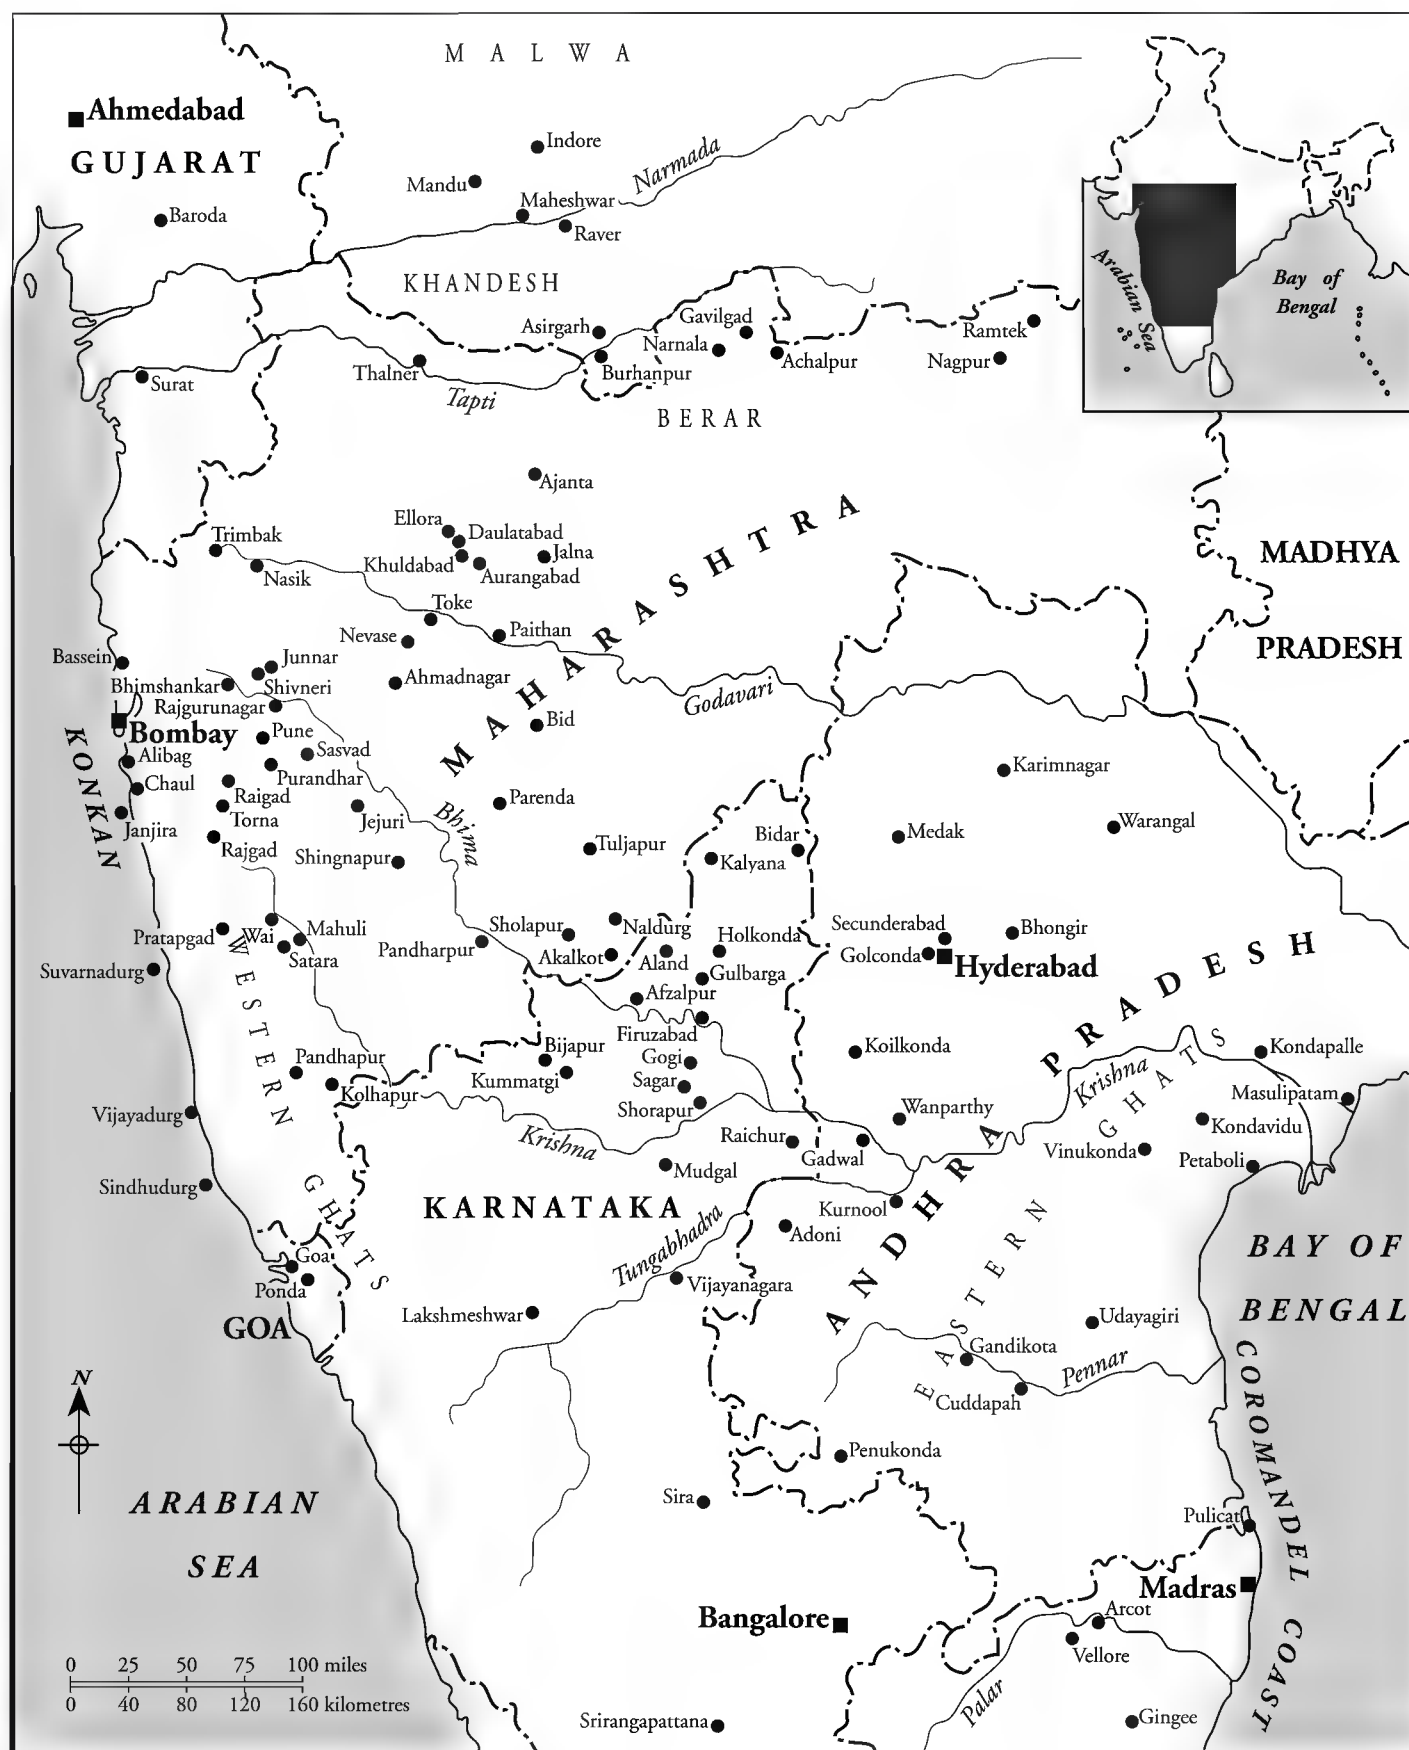 MALWA
Ahmedabad
GUJARAT
Indore
Narmada
Mandu
Maheshwar
Baroda
Raver
KHANDESH
Arabian Sea
Bay of
Bengal
Asirgarh
Gavilgad
Narnala
Ramtek
Thalner
Burhanpur
Achalpur
Nagpur
Surat
Tapti
BERAR
Ajanta
MAHARASHTRA
Ellora
Daulatabad
Trimbak
Khuldabad
Jalna
Nasik
Aurangabad
MADHYA
PRADESH
Toke
Nevase
Paithan
Bassein
Junnar
Bhimshankar
Shivneri
Ahmadnagar
Rajgurunagar
Godavari
Bombay
Pune
Bid
KONKAN
Alibag
Sasvad
Chaul
Purandhar
Karimnagar
Raigad
Parenda
Janjira
Torna
Jejuri
Bhima
Rajgad
Shingnapur
Tuljapur
Bidar
Kalyana
Medak
Warangal
Pratapgad
Wai
Mahuli
Satara
Sholapur
Naldurg
Pandharpur
Akalkot
Aland
Holkonda
Gulbarga
Secunderabad
Bhongir
Golconda
Hyderabad
Suvarnadurg
WESTERN
GHATS
Afzalpur
Firuzabad
ANDHRA PRADESH
Pandhapur
Bijapur
Gogi
Koilkonda
Kolhapur
Kummatgi
Sagar
Krishna
EASTERN
GHATS
Kondapalle
Shorapur
Wanparthy
Masulipatam
Vijayadurg
Krishna
Raichur
Gadwal
Vinukonda
Kondavidu
Petaboli
Sindhudurg
Mudgal
KARNATAKA
Kurnool
Tungabhadra
Adoni
BAY OF
BENGAL
Goa
Ponda
GOA
Vijayanagara
Lakshmeshwar
Udayagiri
Gandikota
Pennar
Cuddapah
COROMANDEL COAST
N
Penukonda
ARABIAN
SEA
Sira
Pulicat
Madras
Bangalore
Arcot
Vellore
0 25 50 75 100 miles
0 40 80 120 160 kilometres
Palar
Srirangapattana
Gingee